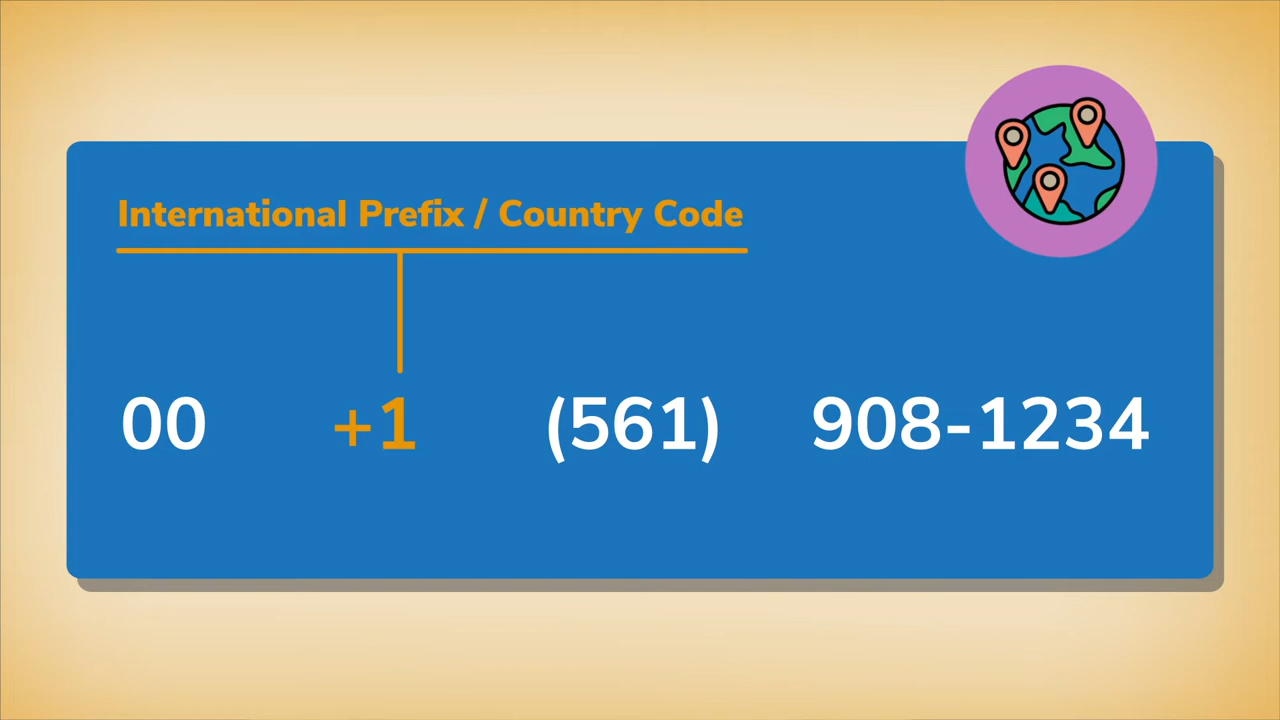 International Prefix / Country Code
00 +1 (561) 908-1234